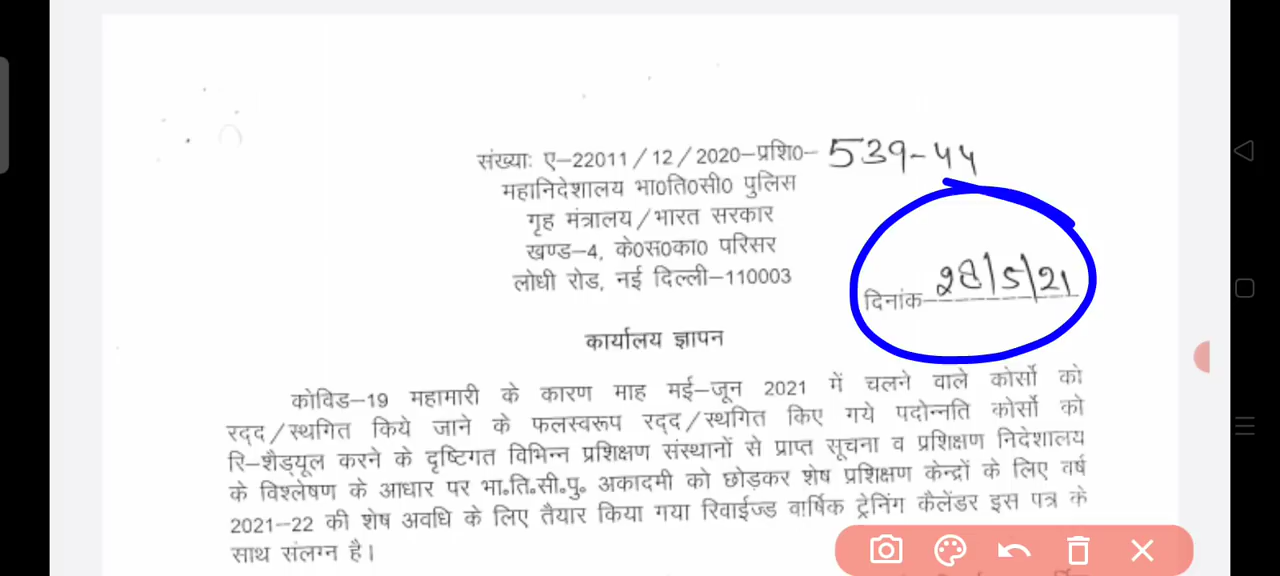 संख्याः ए–22011/12/2020–प्रशि0– 539-44
महानिदेशालय भा0ति0सी0 पुलिस
गृह मंत्रालय/भारत सरकार
खण्ड–4, के0स0का0 परिसर
लोधी रोड, नई दिल्ली–110003
दिनांक 28/5/21
कार्यालय ज्ञापन
कोविड–19 महामारी के कारण माह मई–जून 2021 में चलने वाले कोर्सो को
रद्द/स्थगित किये जाने के फलस्वरूप रद्द/स्थगित किए गये पदोन्नति कोर्सो को
रि–शैड्यूल करने के दृष्टिगत विभिन्न प्रशिक्षण संस्थानों से प्राप्त सूचना व प्रशिक्षण निदेशालय
के विश्लेषण के आधार पर भा.ति.सी.पु. अकादमी को छोड़कर शेष प्रशिक्षण केन्द्रों के लिए वर्ष
2021–22 की शेष अवधि के लिए तैयार किया गया रिवाईज्ड वार्षिक ट्रेनिंग कैलेंडर इस पत्र के
साथ संलग्न है।